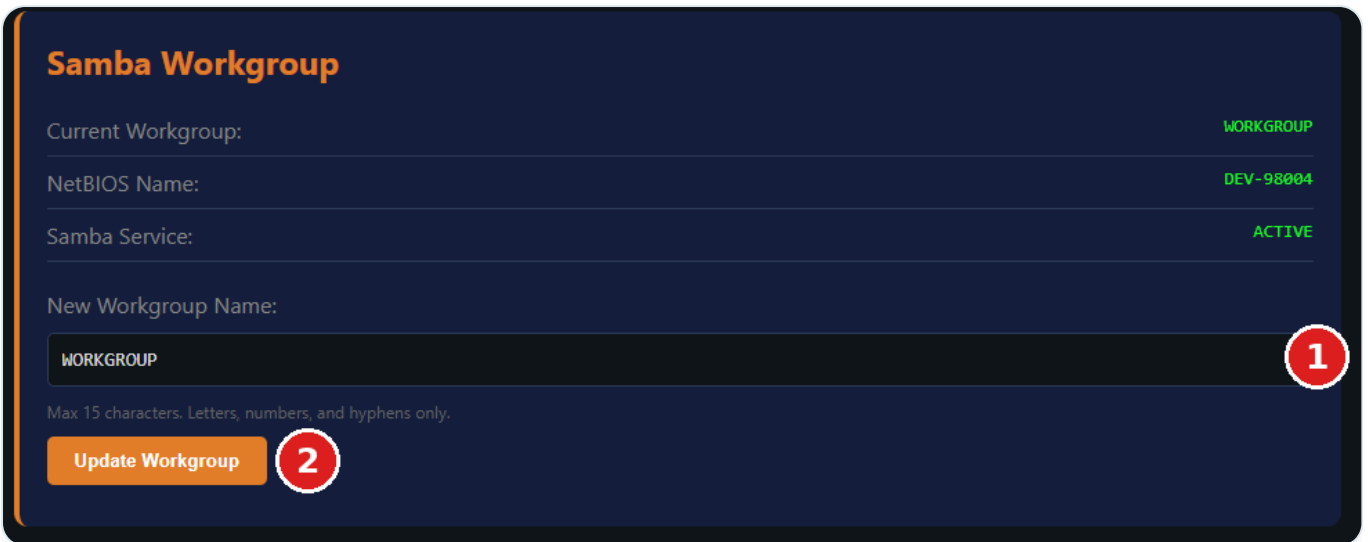 Samba Workgroup
Current Workgroup: WORKGROUP
NetBIOS Name: DEV-98004
Samba Service: ACTIVE
New Workgroup Name:
WORKGROUP 1
Max 15 characters. Letters, numbers, and hyphens only.
Update Workgroup 2